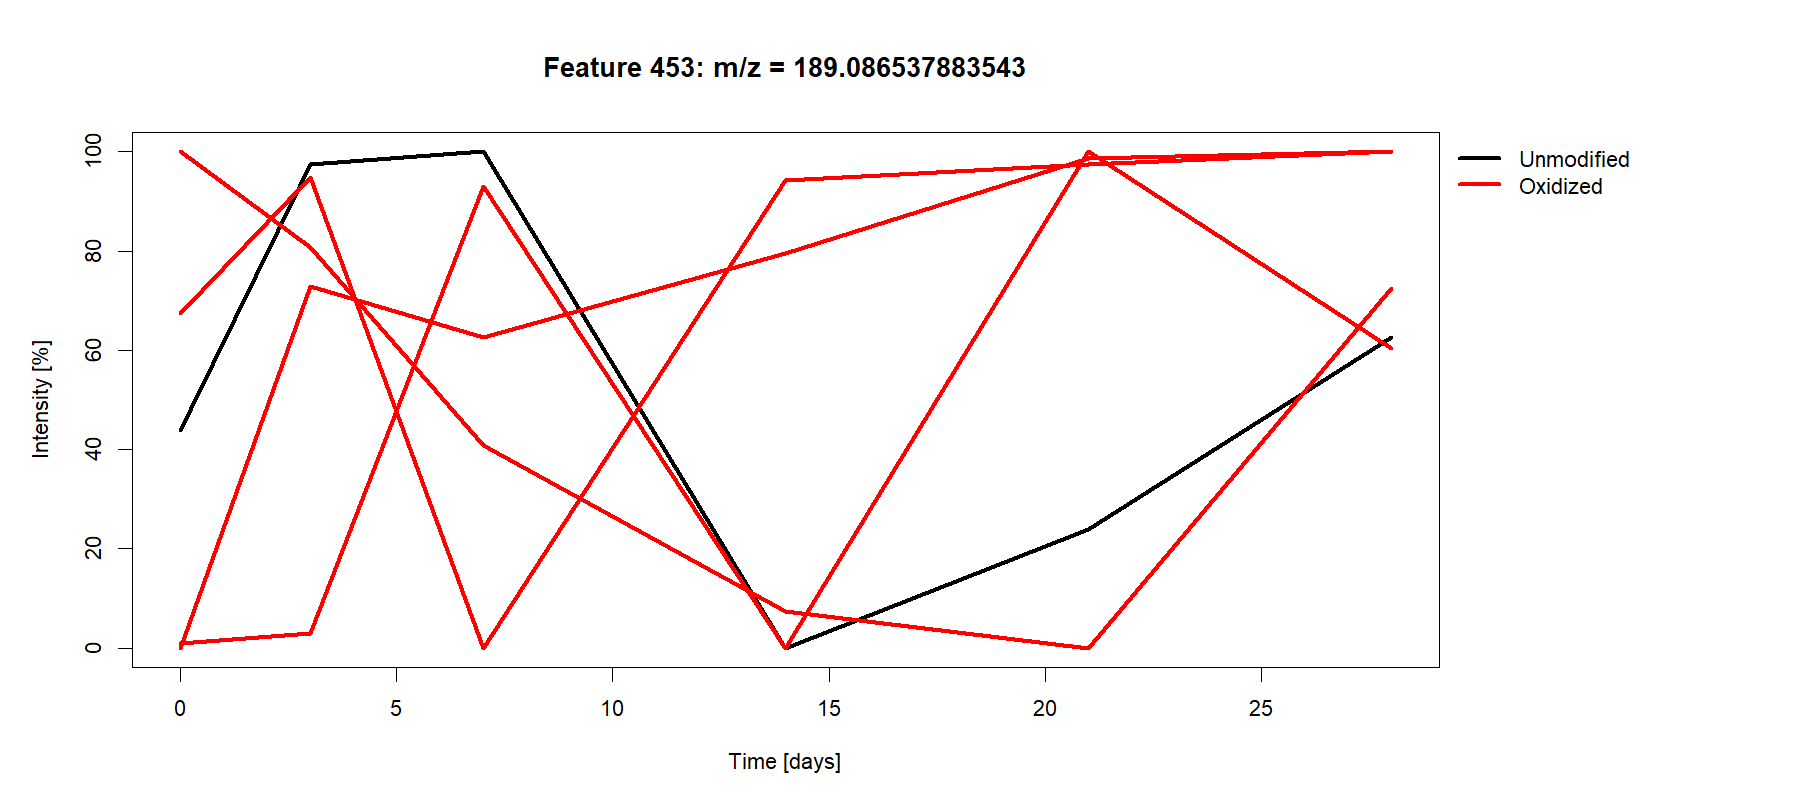 Feature 453: m/z = 189.086537883543
Unmodified
Oxidized
Intensity [%]
100
80
60
40
20
0
0 5 10 15 20 25
Time [days]